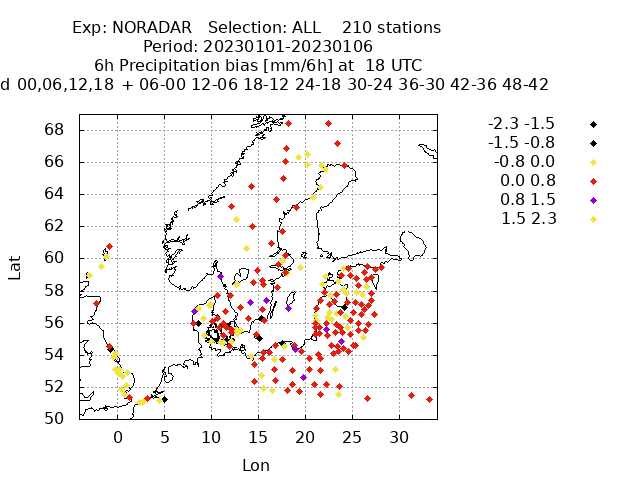 Exp: NORADAR   Selection: ALL    210 stations
Period: 20230101-20230106
6h Precipitation bias [mm/6h] at  18 UTC
d 00,06,12,18 + 06-00 12-06 18-12 24-18 30-24 36-30 42-36 48-42
-2.3 -1.5
-1.5 -0.8
-0.8 0.0
0.0 0.8
0.8 1.5
1.5 2.3
68
66
64
62
60
58
56
54
52
50
Lat
0 5 10 15 20 25 30
Lon